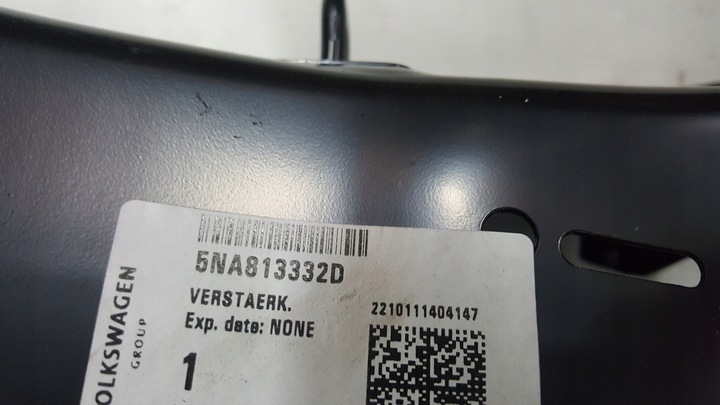 5NA813332D
VERSTAERK.
Exp. date: NONE
1
2210111404147
OLKSWAGEN
GROUP